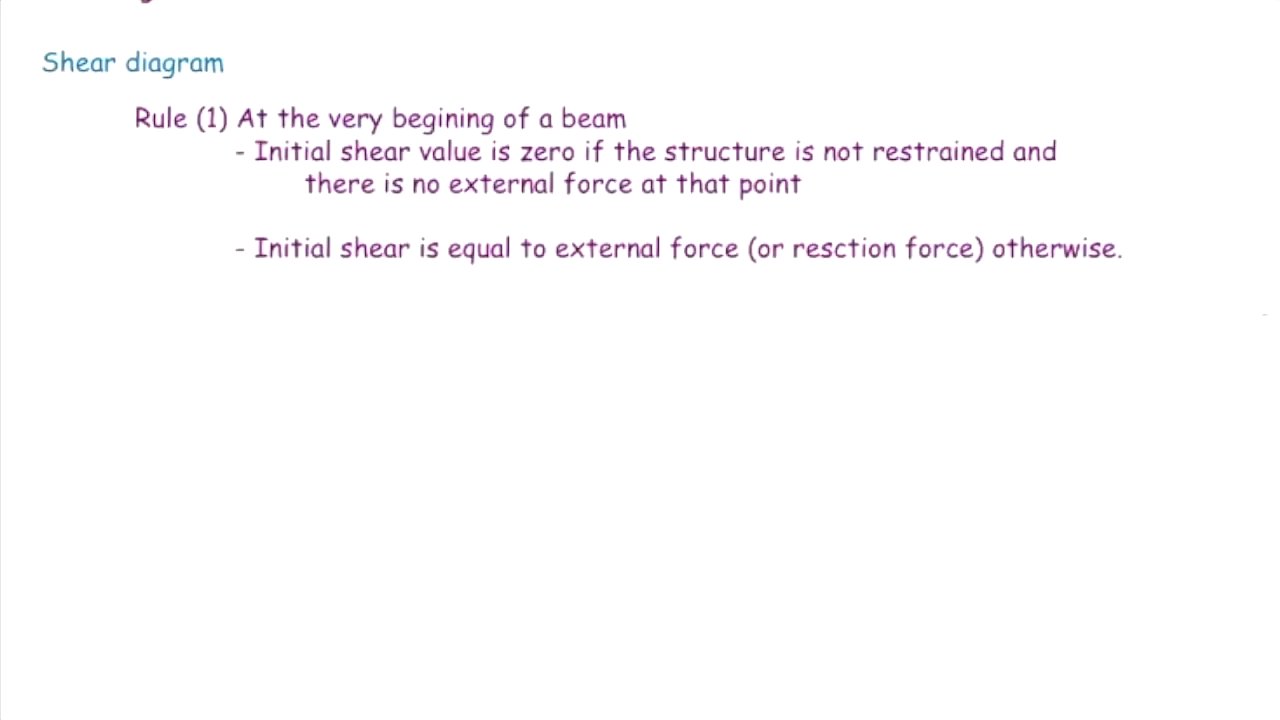 Shear diagram
Rule (1) At the very begining of a beam
- Initial shear value is zero if the structure is not restrained and
there is no external force at that point
- Initial shear is equal to external force (or resction force) otherwise.